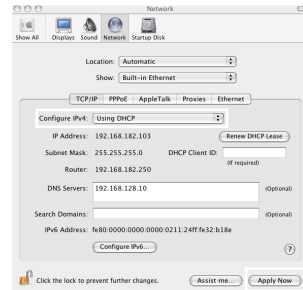 Network
Show All Displays Sound Network Startup Disk
Location: Automatic
Show: Built-in Ethernet
TCP/IP PPPoE AppleTalk Proxies Ethernet
Configure IPv4: Using DHCP
IP Address: 192.168.182.103 Renew DHCP Lease
Subnet Mask: 255.255.255.0 DHCP Client ID:
(If required)
Router: 192.168.182.250
DNS Servers: 192.168.128.10 (Optional)
Search Domains: (Optional)
IPv6 Address: fe80:0000:0000:0000:0211:24ff:fe32:b18e
Configure IPv6... ?
Click the lock to prevent further changes. Assist me... Apply Now